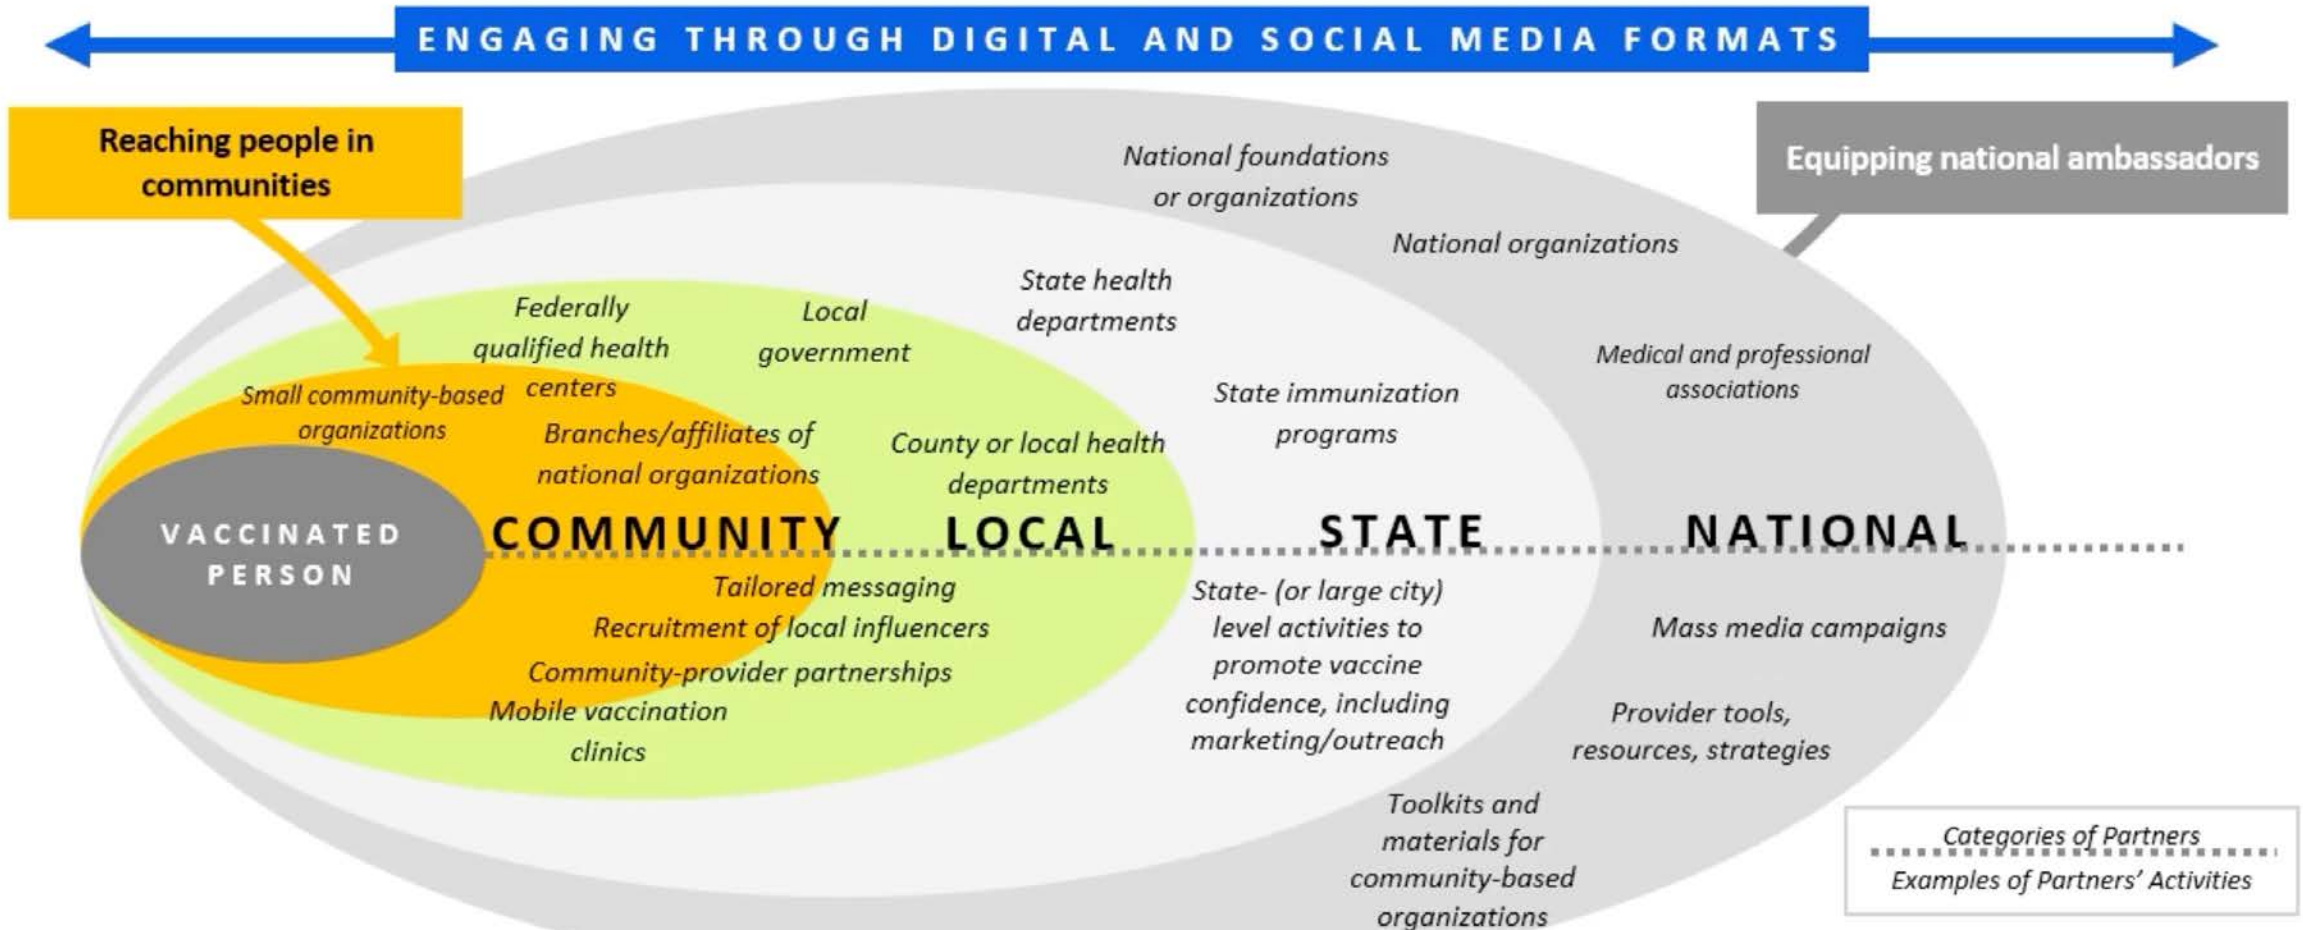 ENGAGING THROUGH DIGITAL AND SOCIAL MEDIA FORMATS
Reaching people in
communities
Equipping national ambassadors
National foundations
or organizations
National organizations
State health
departments
Medical and professional
associations
State immunization
programs
Federally
qualified health
centers
Local
government
Small community-based
organizations
Branches/affiliates of
national organizations
County or local health
departments
VACCINATED
PERSON
COMMUNITY
LOCAL
STATE
NATIONAL
Tailored messaging
Recruitment of local influencers
Community-provider partnerships
Mobile vaccination
clinics
State- (or large city)
level activities to
promote vaccine
confidence, including
marketing/outreach
Mass media campaigns
Provider tools,
resources, strategies
Toolkits and
materials for
community-based
organizations
Categories of Partners
Examples of Partners' Activities